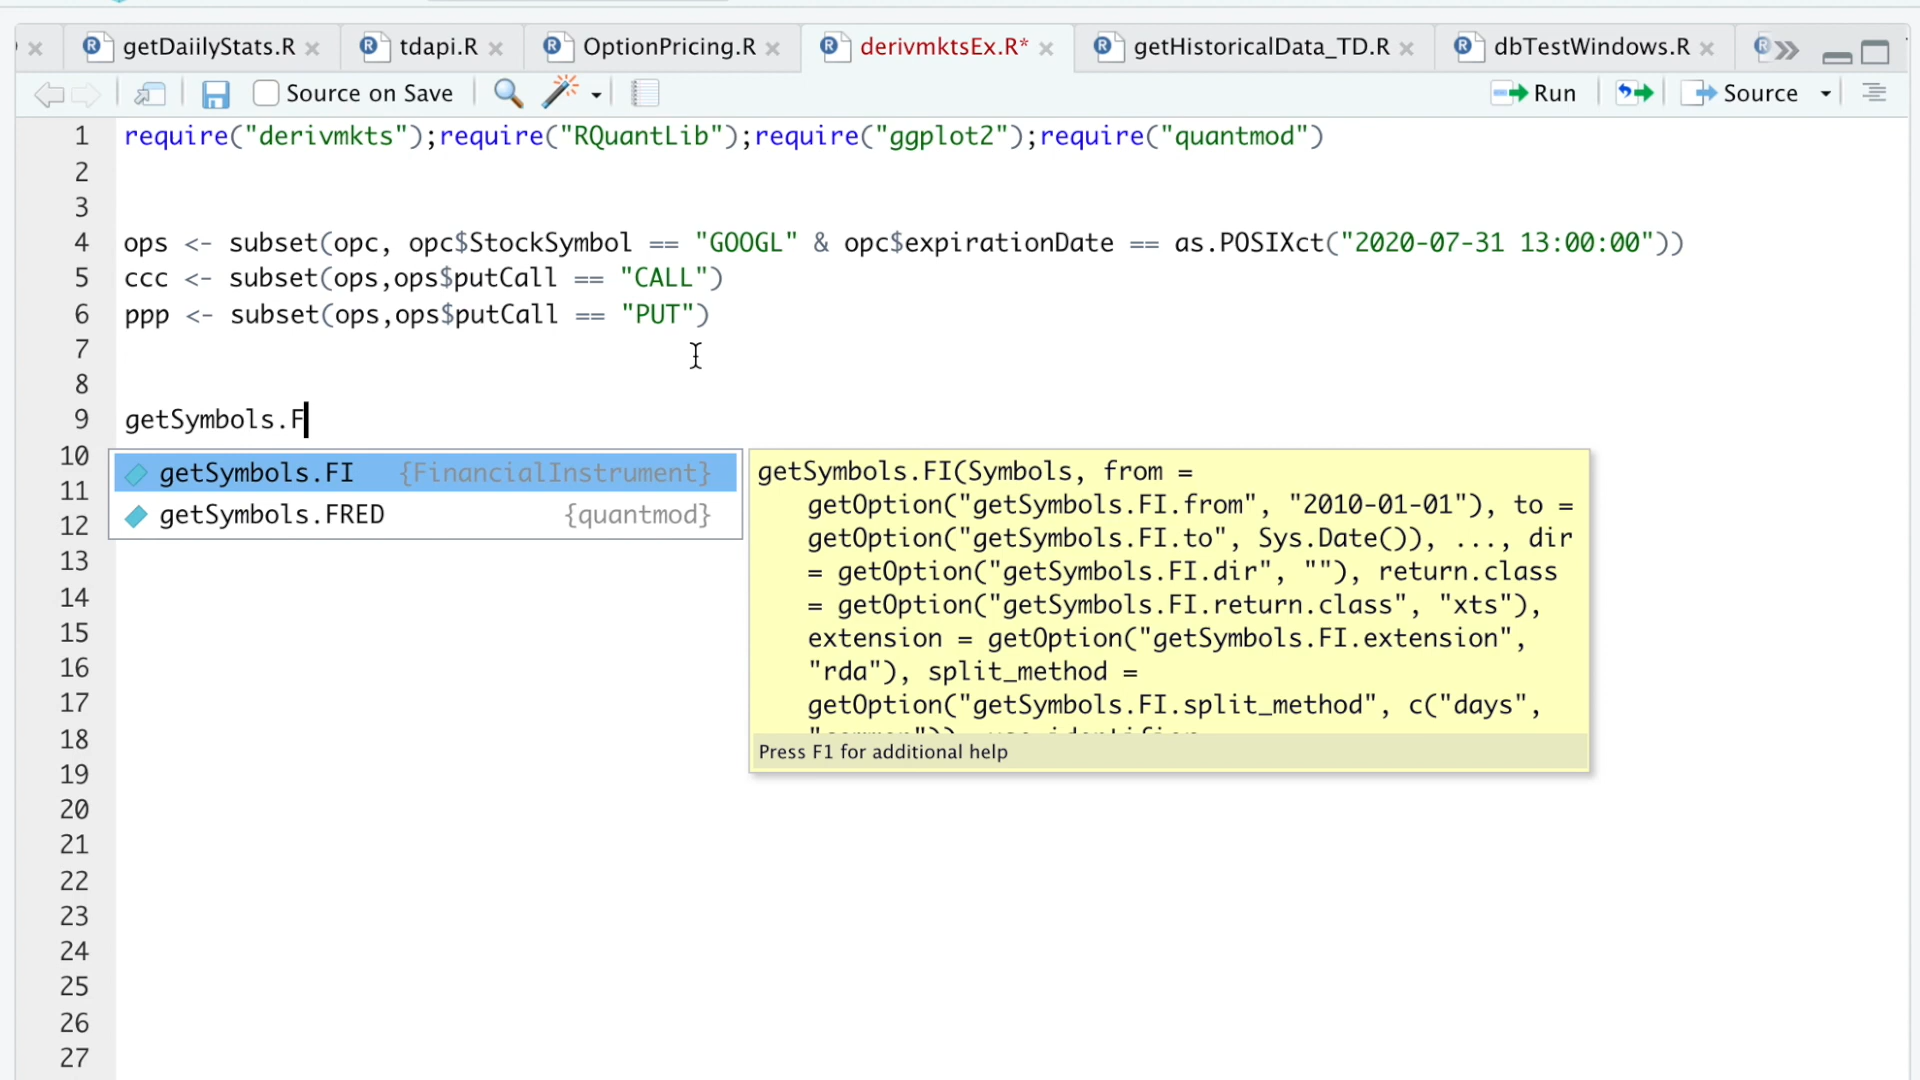 getDaiilyStats.R tdapi.R OptionPricing.R derivmktsEx.R* getHistoricalData_TD.R dbTestWindows.R
Source on Save Run Source
1 require("derivmkts");require("RQuantLib");require("ggplot2");require("quantmod")
2
3
4 ops <- subset(opc, opc$StockSymbol == "GOOGL" & opc$expirationDate == as.POSIXct("2020-07-31 13:00:00"))
5 ccc <- subset(ops,ops$putCall == "CALL")
6 ppp <- subset(ops,ops$putCall == "PUT")
7
8
9 getSymbols.F
10
11
12
13
14
15
16
17
18
19
20
21
22
23
24
25
26
27
getSymbols.FI {FinancialInstrument}
getSymbols.FRED {quantmod}
getSymbols.FI(Symbols, from =
getOption("getSymbols.FI.from", "2010-01-01"), to =
getOption("getSymbols.FI.to", Sys.Date()), ..., dir
= getOption("getSymbols.FI.dir", ""), return.class
= getOption("getSymbols.FI.return.class", "xts"),
extension = getOption("getSymbols.FI.extension",
"rda"), split_method =
getOption("getSymbols.FI.split_method", c("days",
Press F1 for additional help